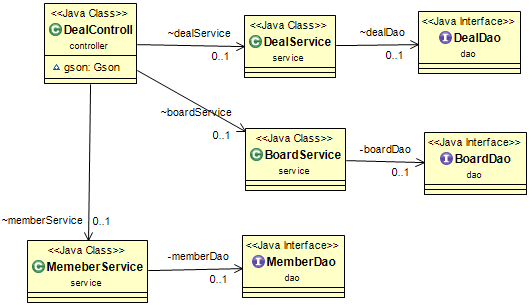 <<Java Class>>
C DealControll
controller
gson: Gson
~dealService
0..1
<<Java Class>>
C DealService
service
~dealDao
0..1
<<Java Interface>>
I DealDao
dao
~boardService
0..1
<<Java Class>>
C BoardService
service
-boardDao
0..1
<<Java Interface>>
I BoardDao
dao
~memberService
0..1
<<Java Class>>
C MemeberService
service
-memberDao
0..1
<<Java Interface>>
I MemberDao
dao